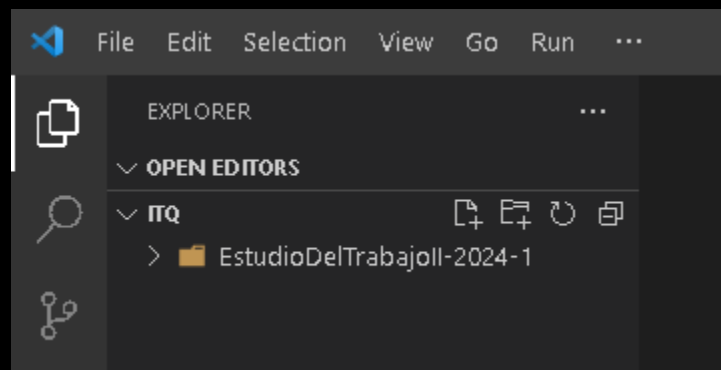 File Edit Selection View Go Run ...
EXPLORER ...
OPEN EDITORS
ITQ
EstudioDelTrabajoII-2024-1